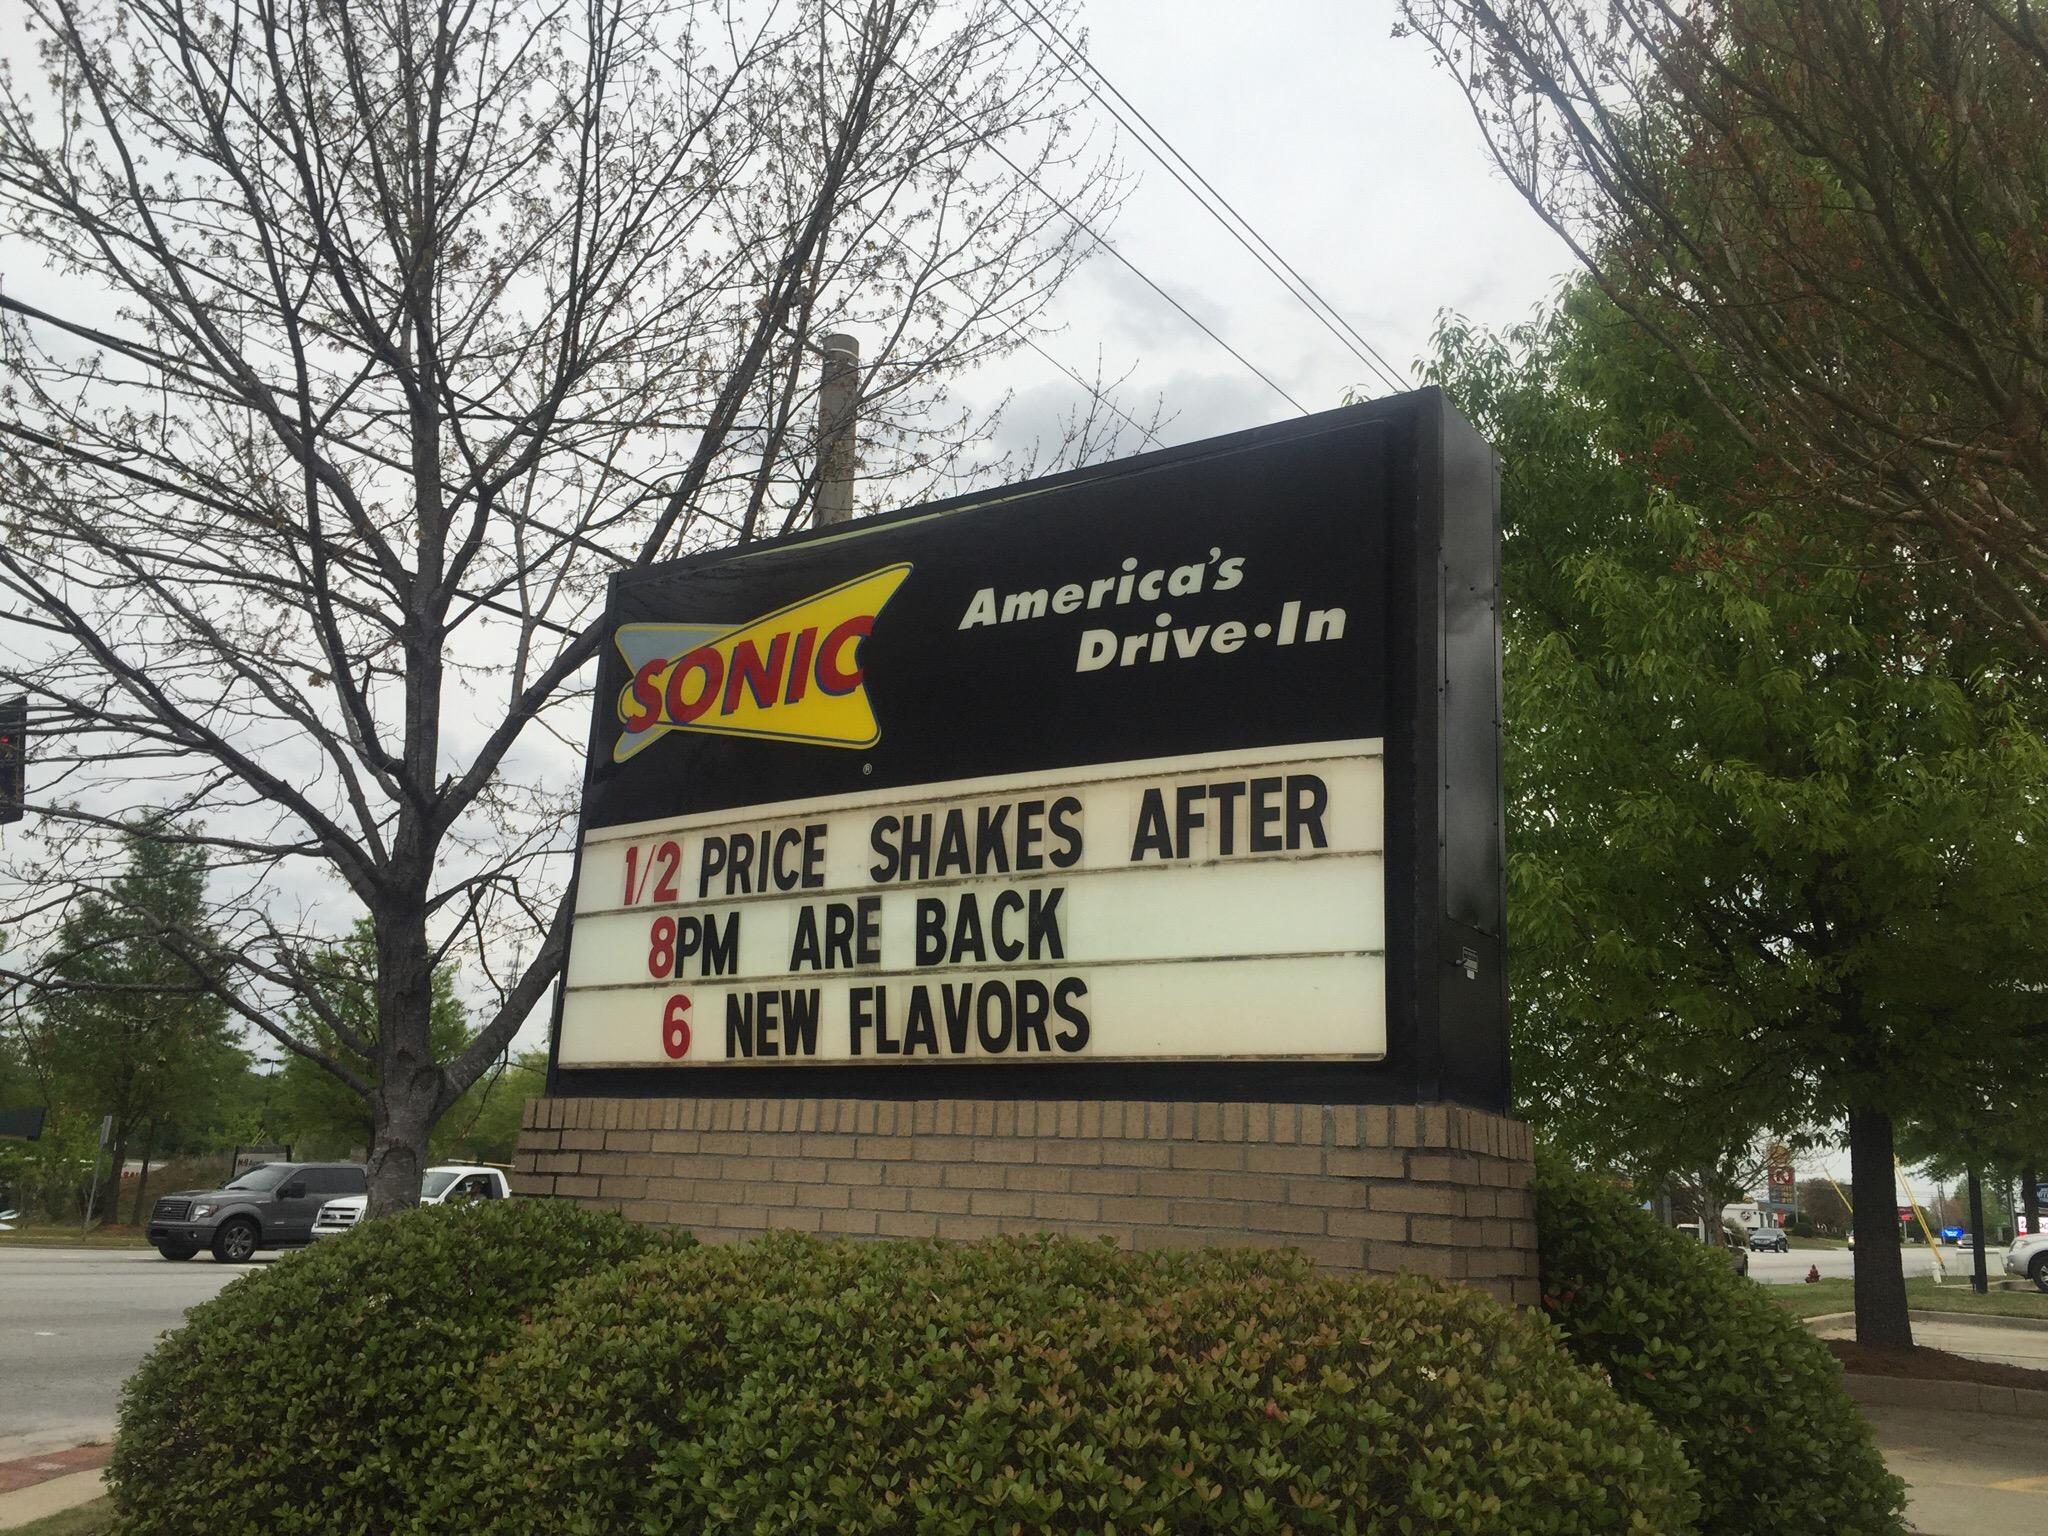 SONIC
®
America's
Drive-In
1/2 PRICE SHAKES AFTER
8PM ARE BACK
6 NEW FLAVORS